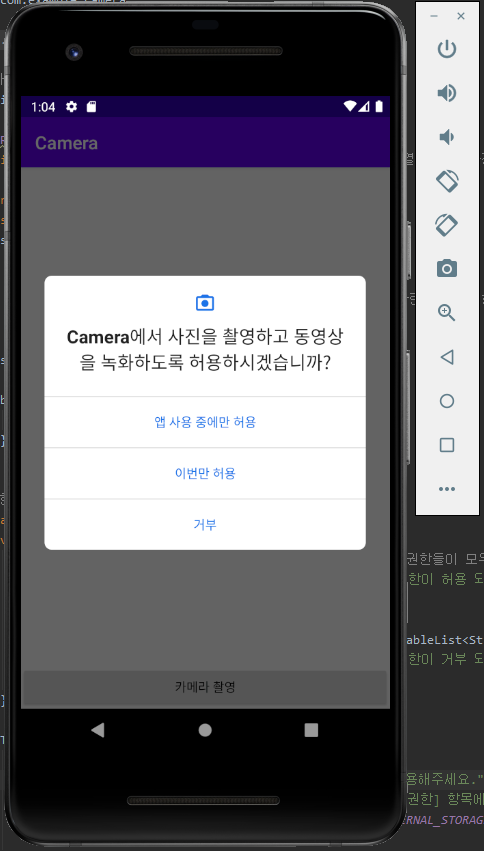 com.example.camera
1:04
Camera
Camera에서 사진을 촬영하고 동영상
을 녹화하도록 허용하시겠습니까?
앱 사용 중에만 허용
이번만 허용
거부
권한들이 모두
한이 허용 되
ableList<St
한이 거부 되
카메라 촬영
용해주세요."
권한] 항목에
ERNAL_STORAG